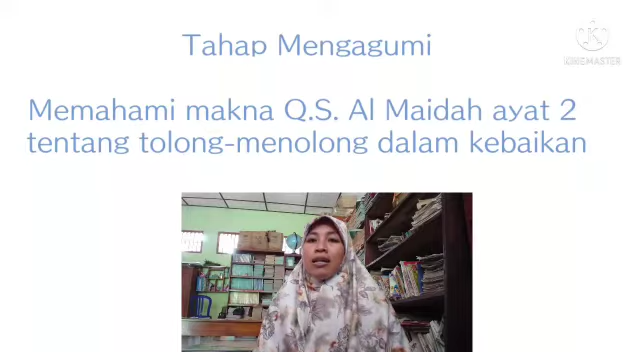 Tahap Mengagumi
KINEMASTER
Memahami makna Q.S. Al Maidah ayat 2
tentang tolong-menolong dalam kebaikan